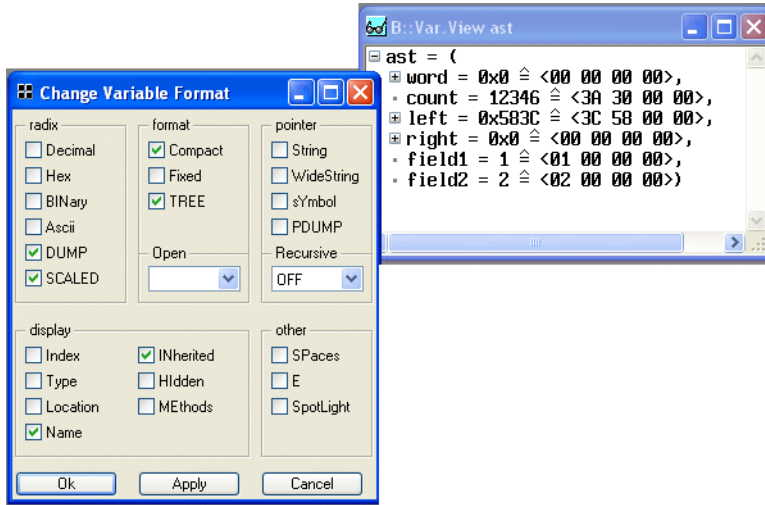 B::Var.View ast
ast = (
word = 0x0 ≙ <00 00 00 00>,
count = 12346 ≙ <3A 30 00 00>,
left = 0x583C ≙ <3C 58 00 00>,
right = 0x0 ≙ <00 00 00 00>,
field1 = 1 ≙ <01 00 00 00>,
field2 = 2 ≙ <02 00 00 00>)
Change Variable Format
radix
Decimal
Hex
BINary
Ascii
DUMP
SCALED
format
Compact
Fixed
TREE
Open
pointer
String
WideString
sYmbol
PDUMP
Recursive
OFF
display
Index
Type
Location
Name
INherited
HIdden
MEthods
other
SPaces
E
SpotLight
Ok
Apply
Cancel